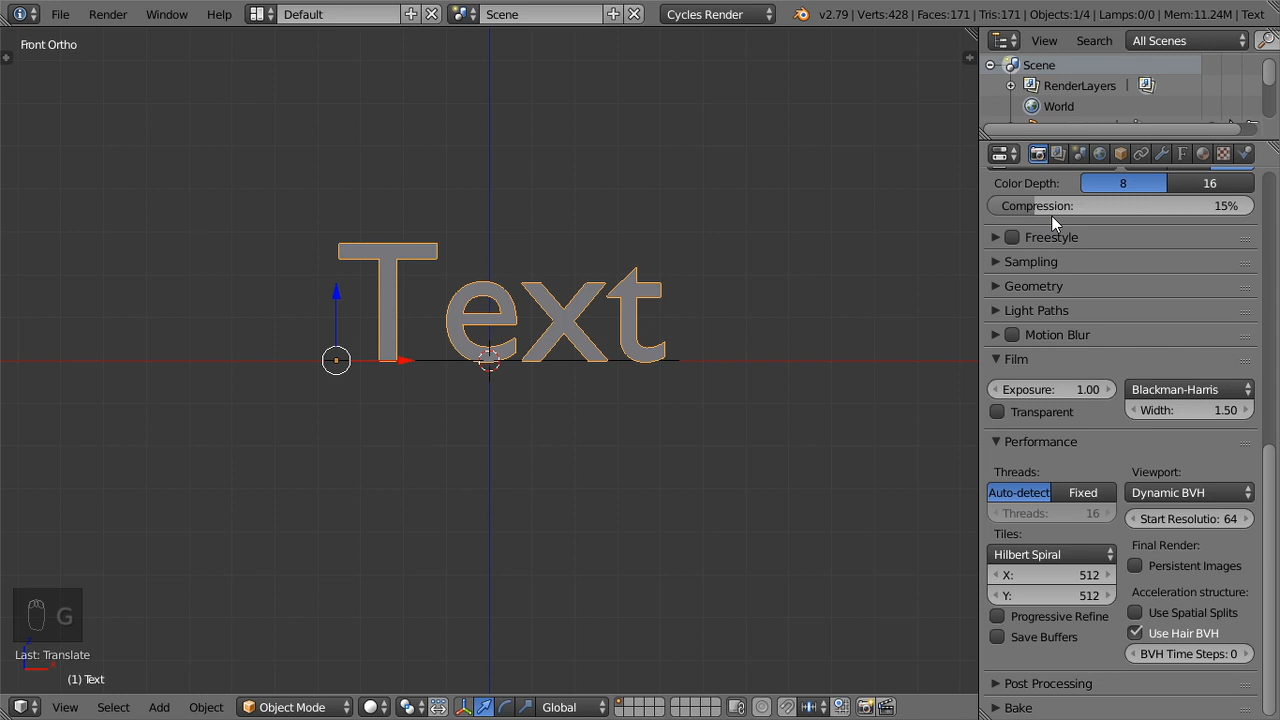 File Render Window Help Default Scene Cycles Render v2.79 | Verts:428 | Faces:171 | Tris:171 | Objects:1/4 | Lamps:0/0 | Mem:11.24M | Text
Front Ortho
View Search All Scenes
Scene
RenderLayers
World
Color Depth: 8 16
Compression: 15%
Freestyle
Sampling
Geometry
Light Paths
Motion Blur
Film
Exposure: 1.00 Blackman-Harris
Transparent Width: 1.50
Performance
Threads: Viewport:
Auto-detect Fixed Dynamic BVH
Threads: 16 Start Resolutio: 64
Tiles:
Hilbert Spiral Final Render:
X: 512 Persistent Images
Y: 512 Acceleration structure:
Progressive Refine Use Spatial Splits
Save Buffers Use Hair BVH
BVH Time Steps: 0
Post Processing
Bake
Text
G
Last: Translate
(1) Text
View Select Add Object Object Mode Global